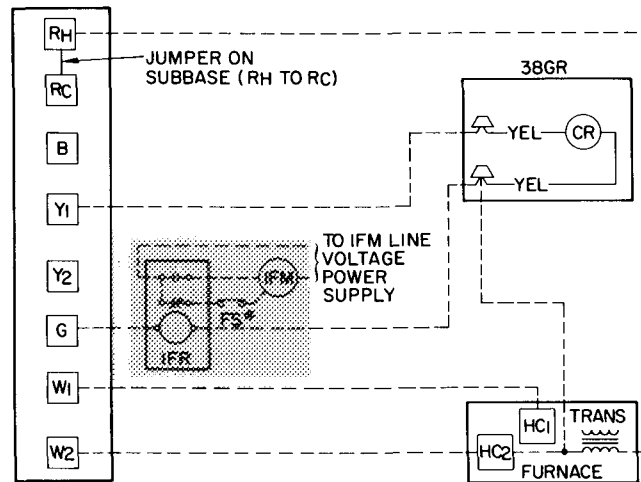 RH
JUMPER ON
SUBBASE (RH TO RC)
RC
38GR
YEL
CR
B
YEL
Y1
TO IFM LINE
VOLTAGE
POWER
SUPPLY
IFM
Y2
FS*
G
IFR
W1
HC1
TRANS
W2
HC2
FURNACE